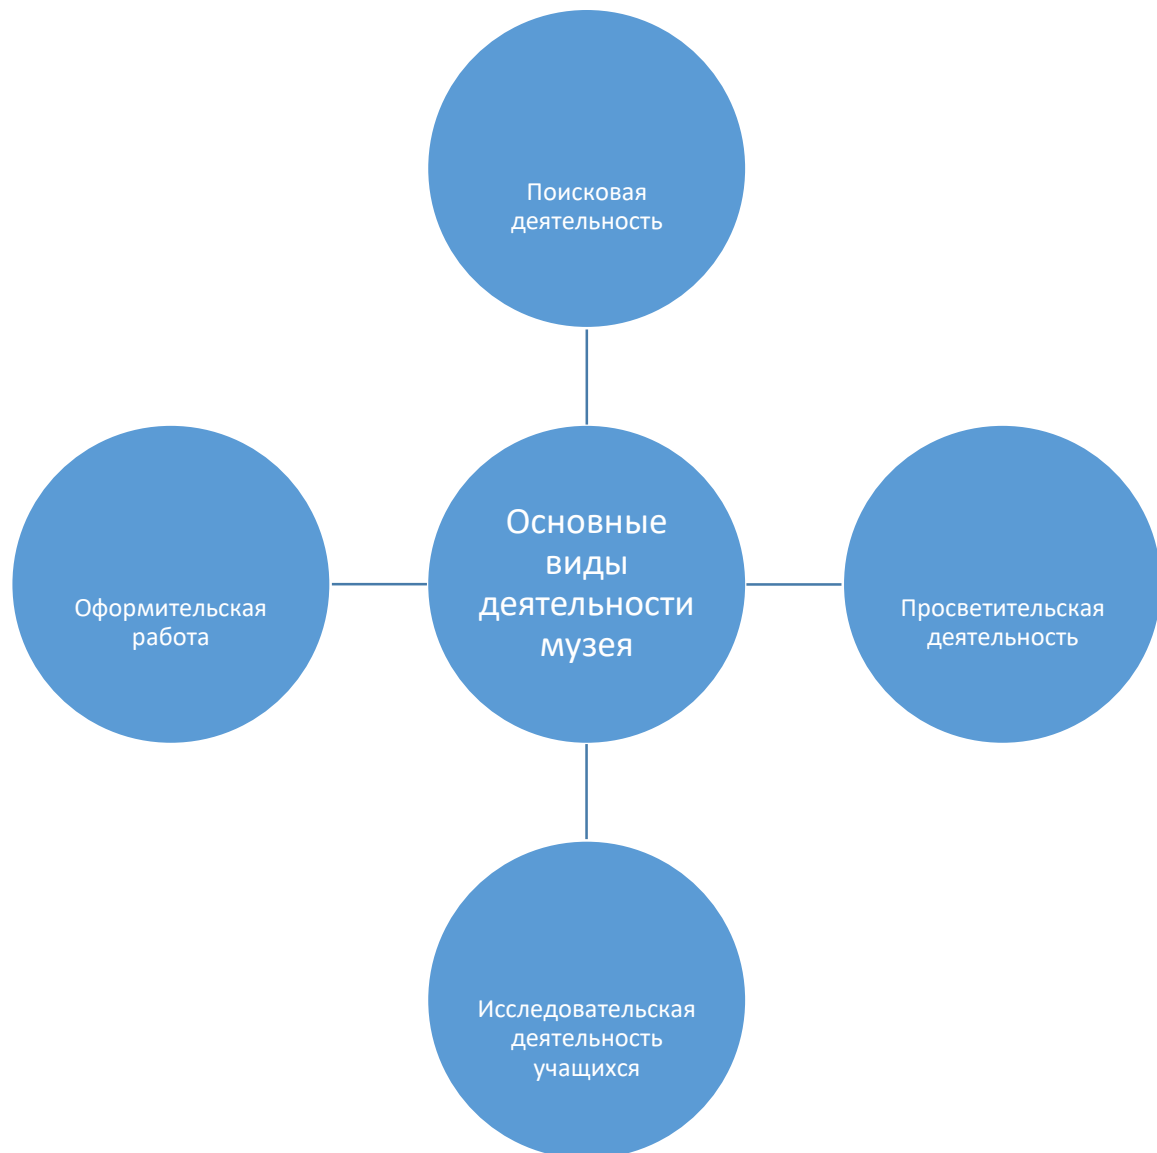 Поисковая
деятельность
Основные
виды
деятельности
музея
Оформительская
работа
Просветительская
деятельность
Исследовательская
деятельность
учащихся